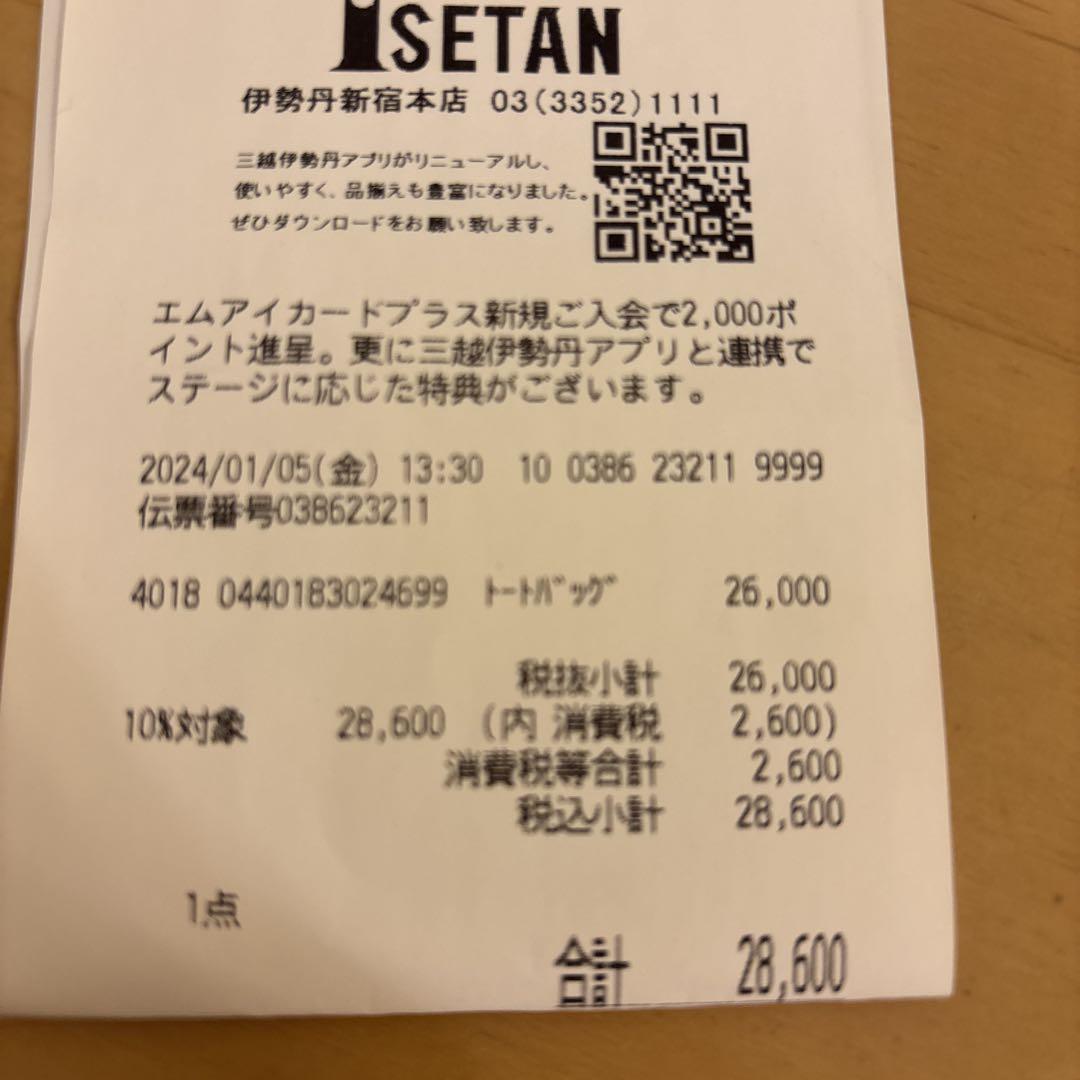 ISETAN
伊勢丹新宿本店 03(3352)1111
三越伊勢丹アプリがリニューアルし、
使いやすく、品揃えも豊富になりました。
ぜひダウンロードをお願い致します。
エムアイカードプラス新規ご入会で2,000ポ
イント進呈。更に三越伊勢丹アプリと連携で
ステージに応じた特典がございます。
2024/01/05(金) 13:30 10 0386 23211 9999
伝票番号038623211
4018 0440183024699 ﾄｰﾄﾊﾞｯｸﾞ 26,000
税抜小計 26,000
10%対象 28,600 (内 消費税 2,600)
消費税等合計 2,600
税込小計 28,600
1点
合計 28,600